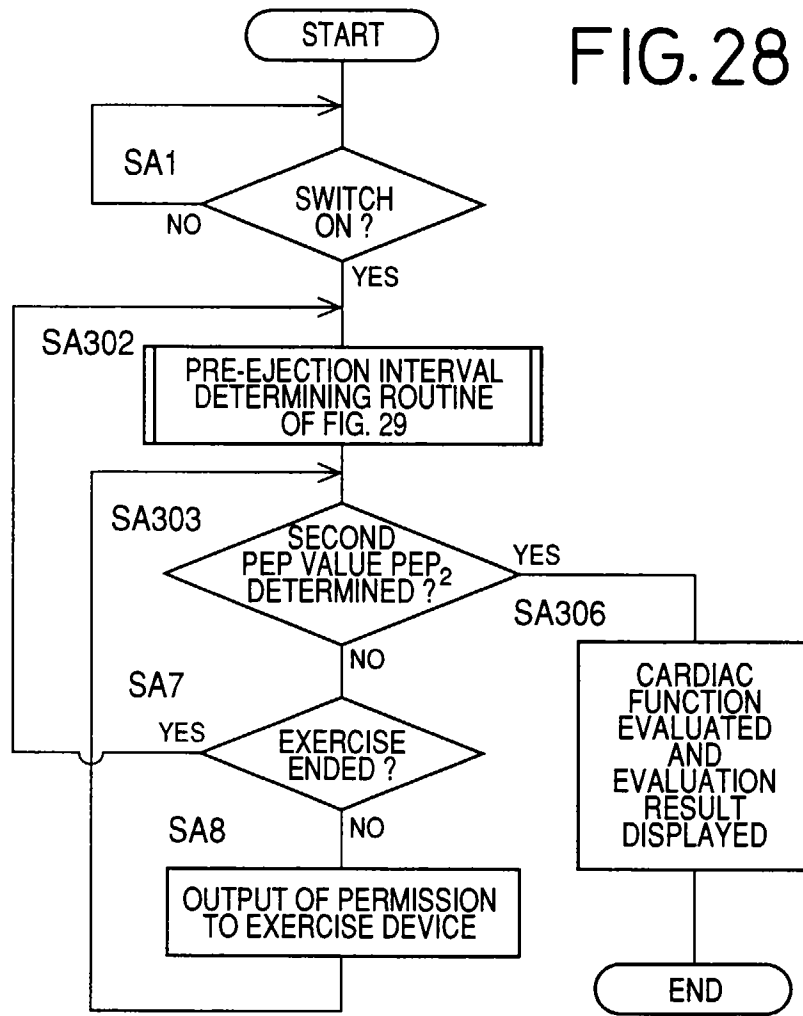 FIG. 28
START
SA1
SWITCH
ON ?
NO
YES
SA302
PRE-EJECTION INTERVAL
DETERMINING ROUTINE
OF FIG. 29
SA303
SECOND
PEP VALUE PEP2
DETERMINED ?
YES
NO
SA306
CARDIAC
FUNCTION
EVALUATED
AND
EVALUATION
RESULT
DISPLAYED
SA7
YES
EXERCISE
ENDED ?
NO
SA8
OUTPUT OF PERMISSION
TO EXERCISE DEVICE
END